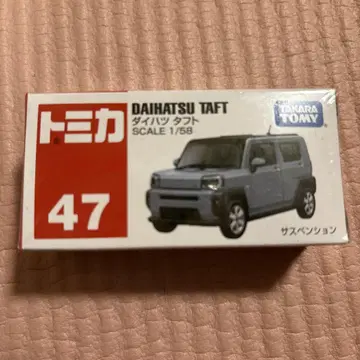 トミカ
47
DAIHATSU TAFT
ダイハツ タフト
SCALE 1/58
TAKARA
TOMY
サスペンション